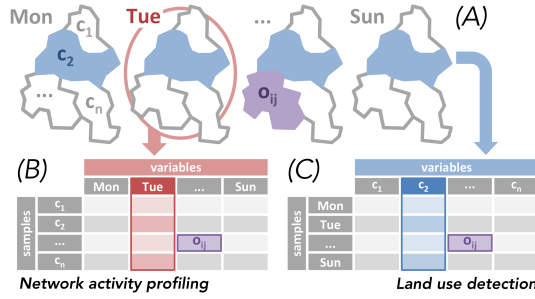 Mon Tue ... Sun (A)
c1
c2
... cn
oij
(B) variables
Mon Tue ... Sun
samples
c1
c2
... oij
cn
Network activity profiling
(C) variables
c1 c2 ... cn
samples
Mon
Tue
... oij
Sun
Land use detection